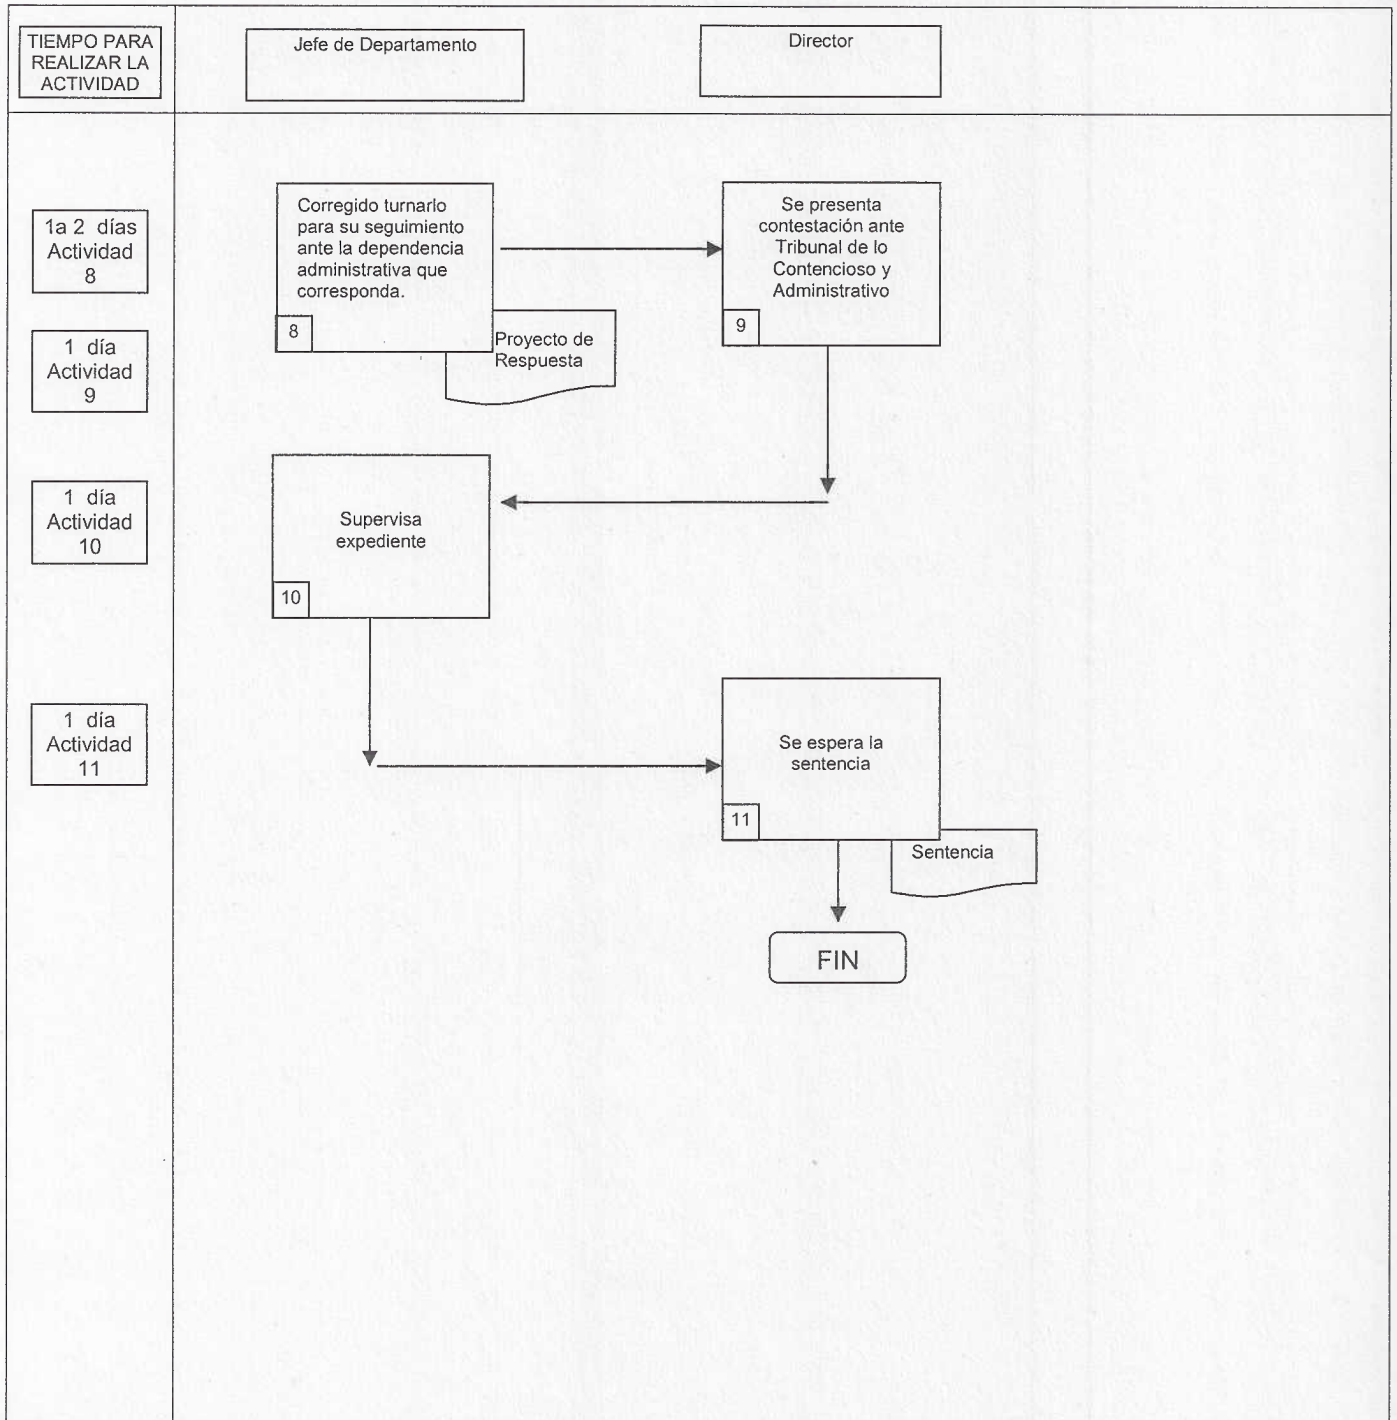 TIEMPO PARA
REALIZAR LA
ACTIVIDAD
Jefe de Departamento
Director
1a 2 días
Actividad
8
Corregido turnarlo
para su seguimiento
ante la dependencia
administrativa que
corresponda.
8
Proyecto de
Respuesta
Se presenta
contestación ante
Tribunal de lo
Contencioso y
Administrativo
9
1 día
Actividad
9
1 día
Actividad
10
Supervisa
expediente
10
1 día
Actividad
11
Se espera la
sentencia
11
Sentencia
FIN